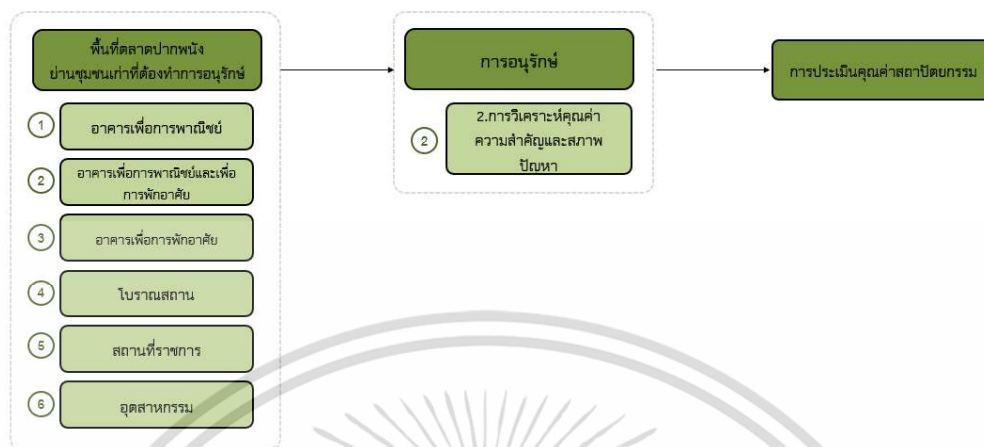 พื้นที่ตลาดปากพนัง
ย่านชุมชนเก่าที่ต้องทำการอนุรักษ์
1 อาคารเพื่อการพาณิชย์
2 อาคารเพื่อการพาณิชย์และเพื่อ
การพักอาศัย
3 อาคารเพื่อการพักอาศัย
4 โบราณสถาน
5 สถานที่ราชการ
6 อุตสาหกรรม
การอนุรักษ์
2 2.การวิเคราะห์คุณค่า
ความสำคัญและสภาพ
ปัญหา
การประเมินคุณค่าสถาปัตยกรรม